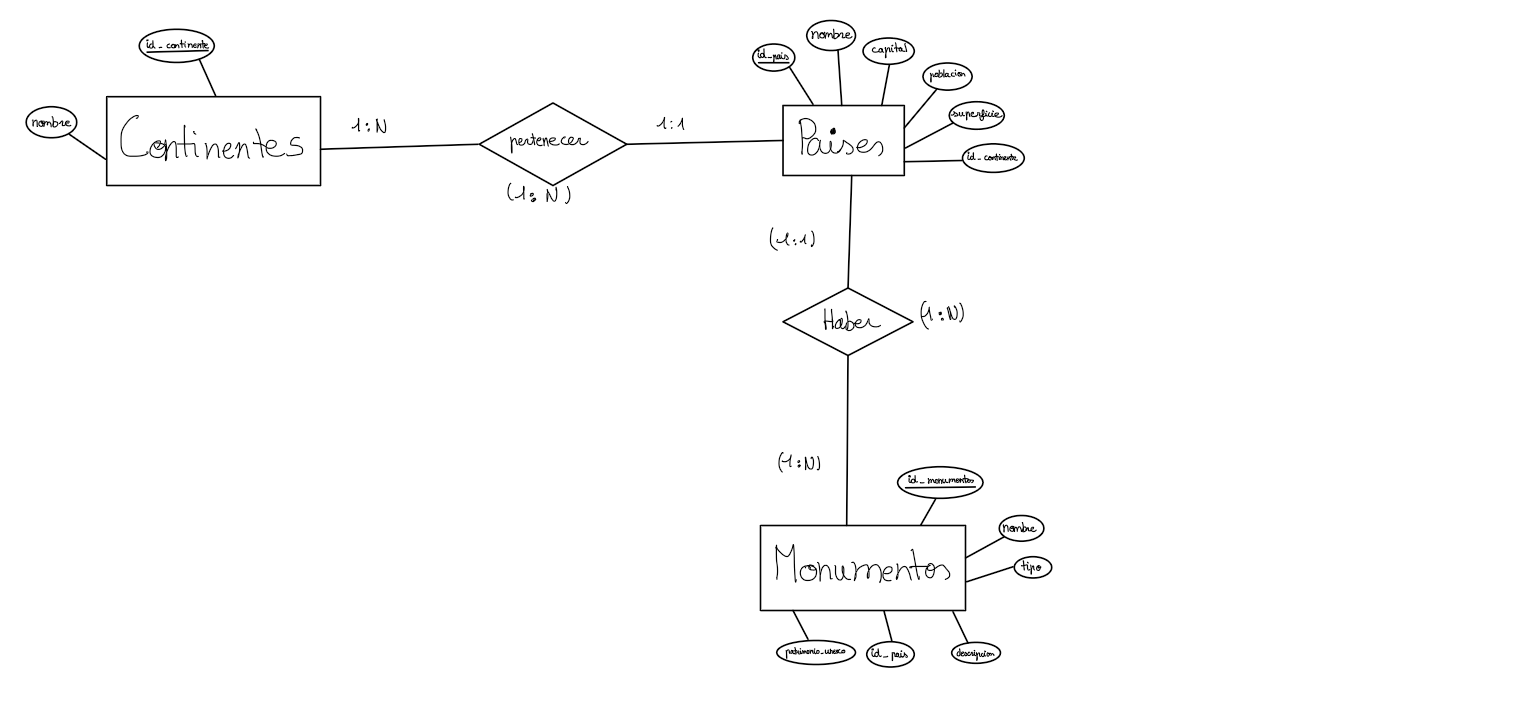 id_continente
nombre
Continentes
1:N
pertenecer
(1:N)
1:1
id_pais
nombre
capital
poblacion
superficie
id_continente
Paises
(1:1)
Haber
(1:N)
(1:N)
id_monumentos
nombre
tipo
Monumentos
patrimonio_unesco
id_pais
descripcion